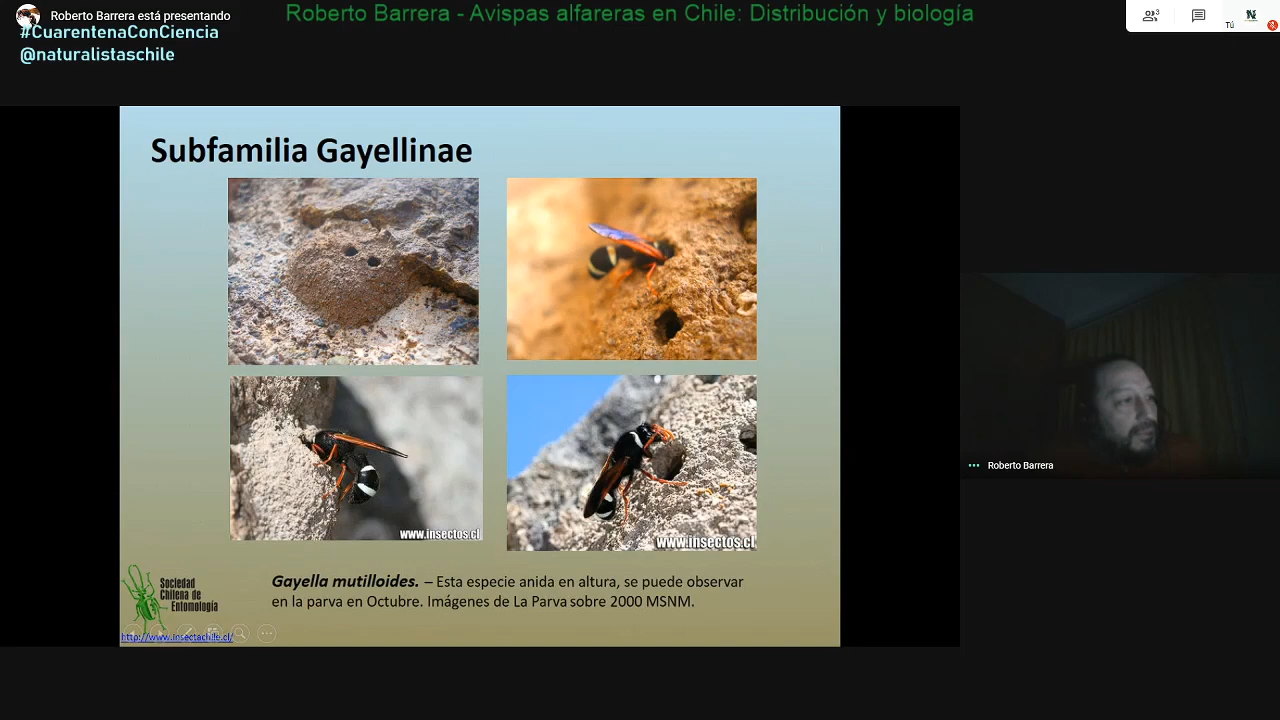 Roberto Barrera está presentando
Roberto Barrera - Avispas alfareras en Chile: Distribución y biología
#CuarentenaConCiencia
@naturalistaschile
3
Tú
Subfamilia Gayellinae
www.insectos.cl
www.insectos.cl
Roberto Barrera
Gayella mutilloides. – Esta especie anida en altura, se puede observar
en la parva en Octubre. Imágenes de La Parva sobre 2000 MSNM.
Sociedad
Chilena de
Entomología
http://www.insectachile.cl/